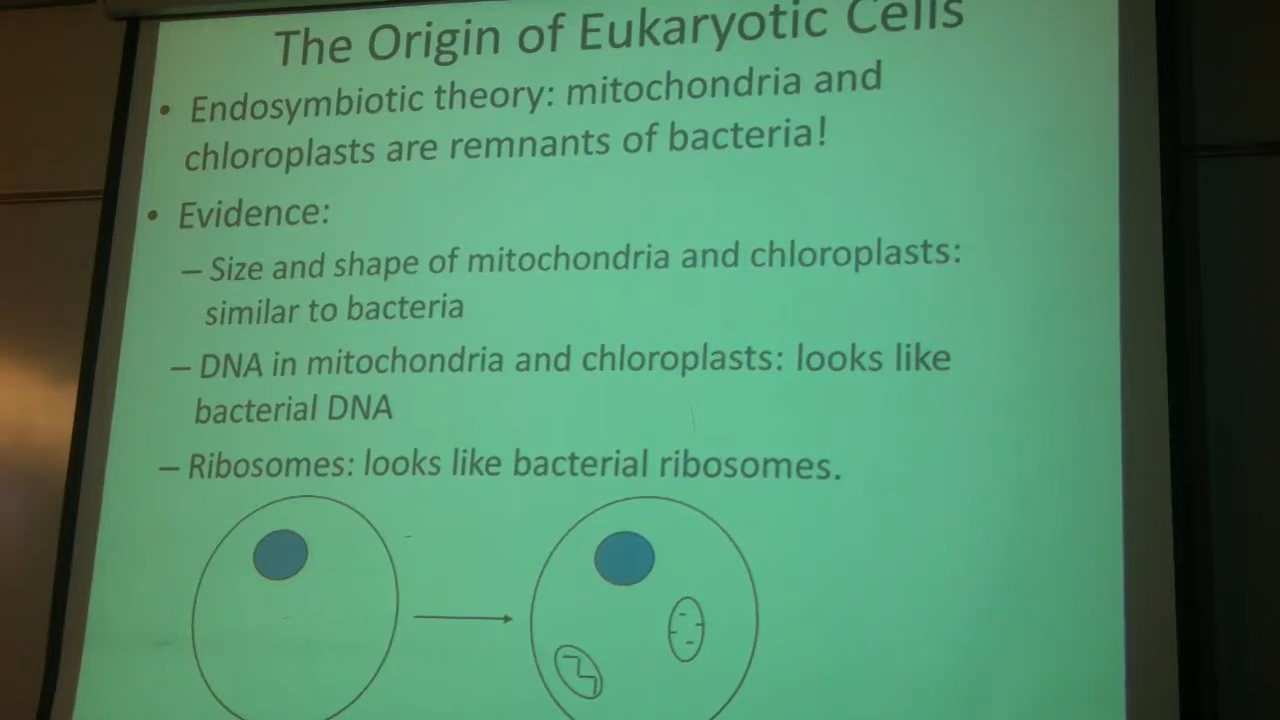 The Origin of Eukaryotic Cells
• Endosymbiotic theory: mitochondria and
chloroplasts are remnants of bacteria!
• Evidence:
– Size and shape of mitochondria and chloroplasts:
similar to bacteria
– DNA in mitochondria and chloroplasts: looks like
bacterial DNA
– Ribosomes: looks like bacterial ribosomes.